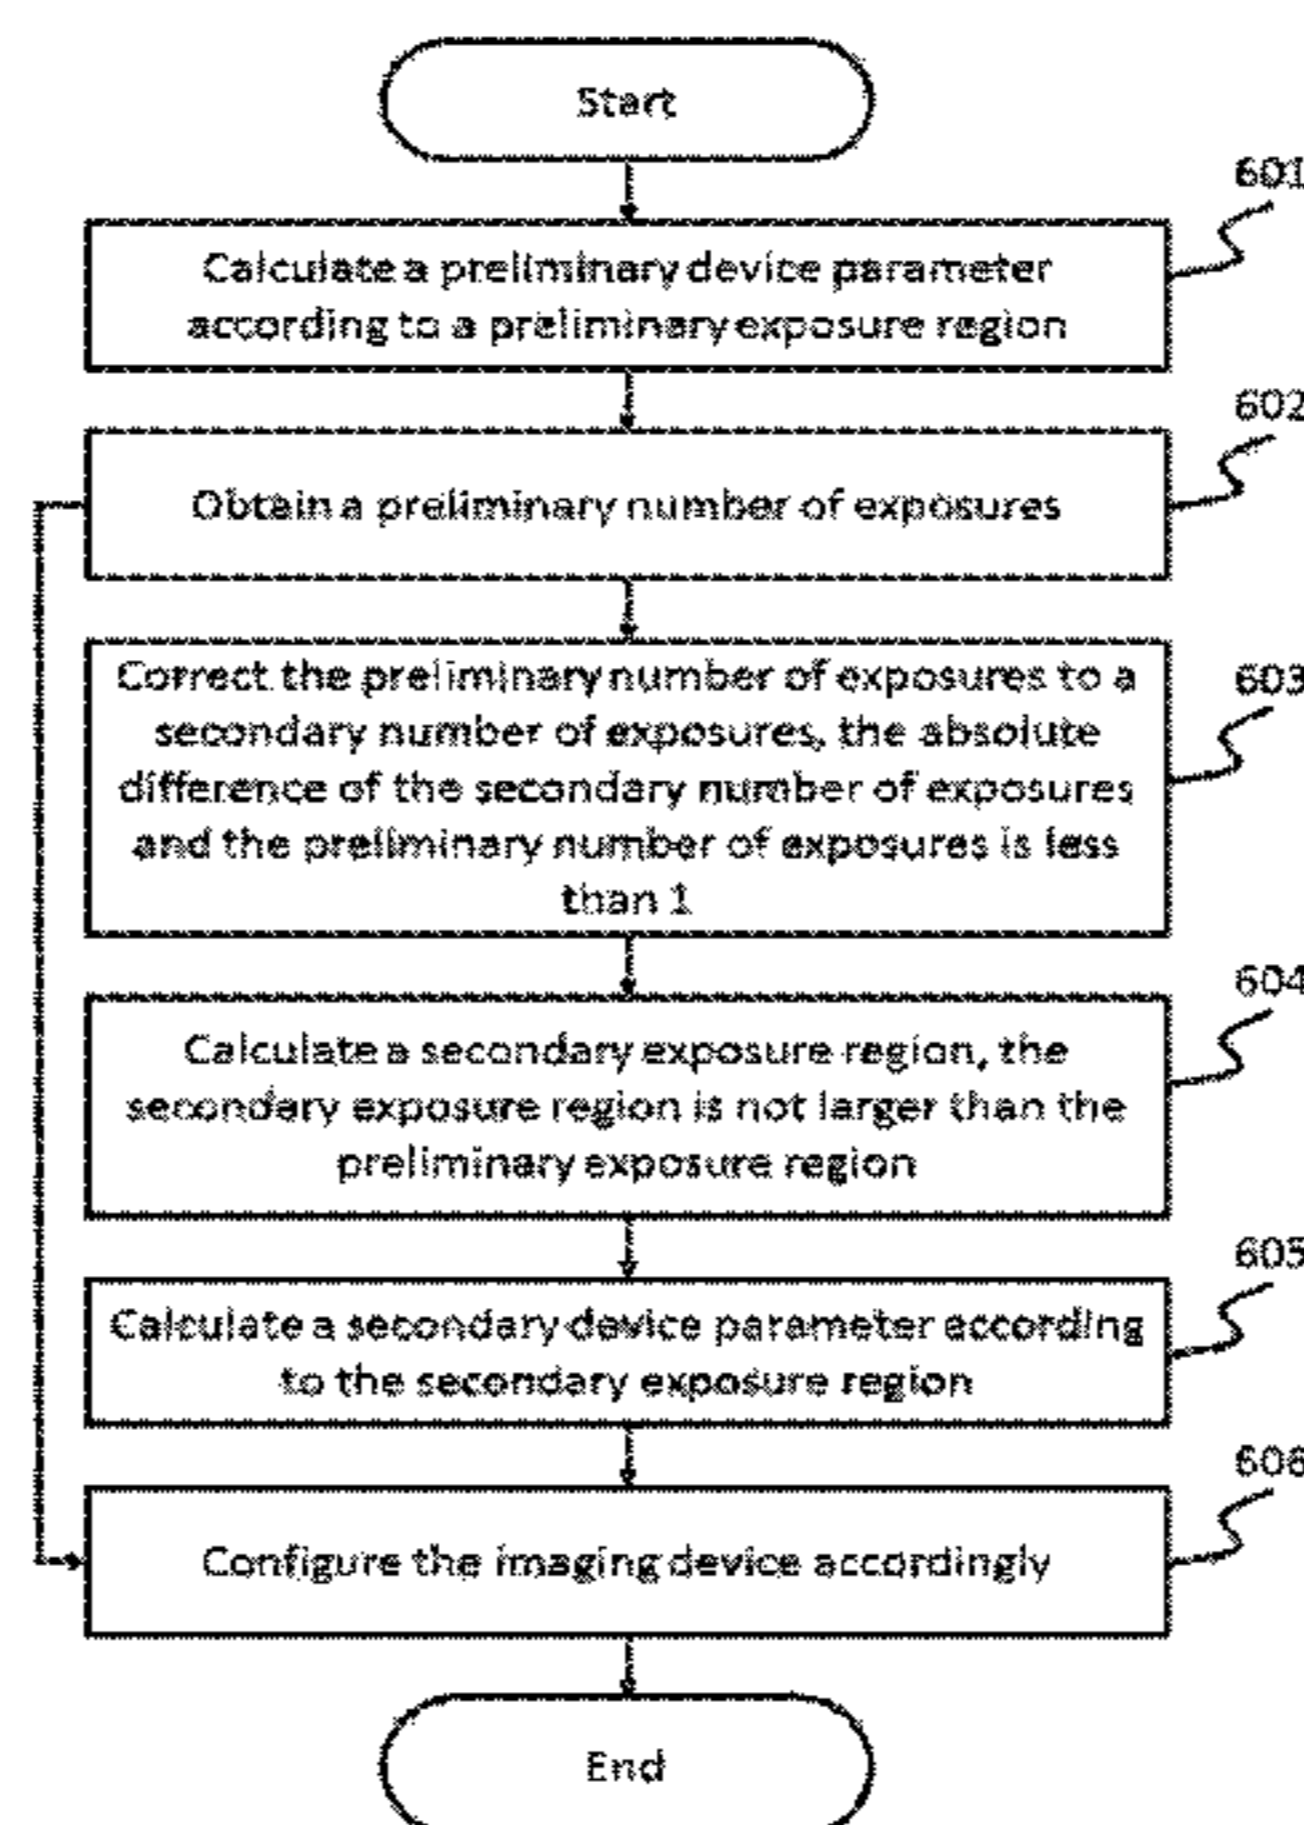 Start
601
Calculate a preliminary device parameter
according to a preliminary exposure region
602
Obtain a preliminary number of exposures
603
Correct the preliminary number of exposures to a
secondary number of exposures, the absolute
difference of the secondary number of exposures
and the preliminary number of exposures is less
than 1
604
Calculate a secondary exposure region, the
secondary exposure region is not larger than the
preliminary exposure region
605
Calculate a secondary device parameter according
to the secondary exposure region
606
Configure the imaging device accordingly
End